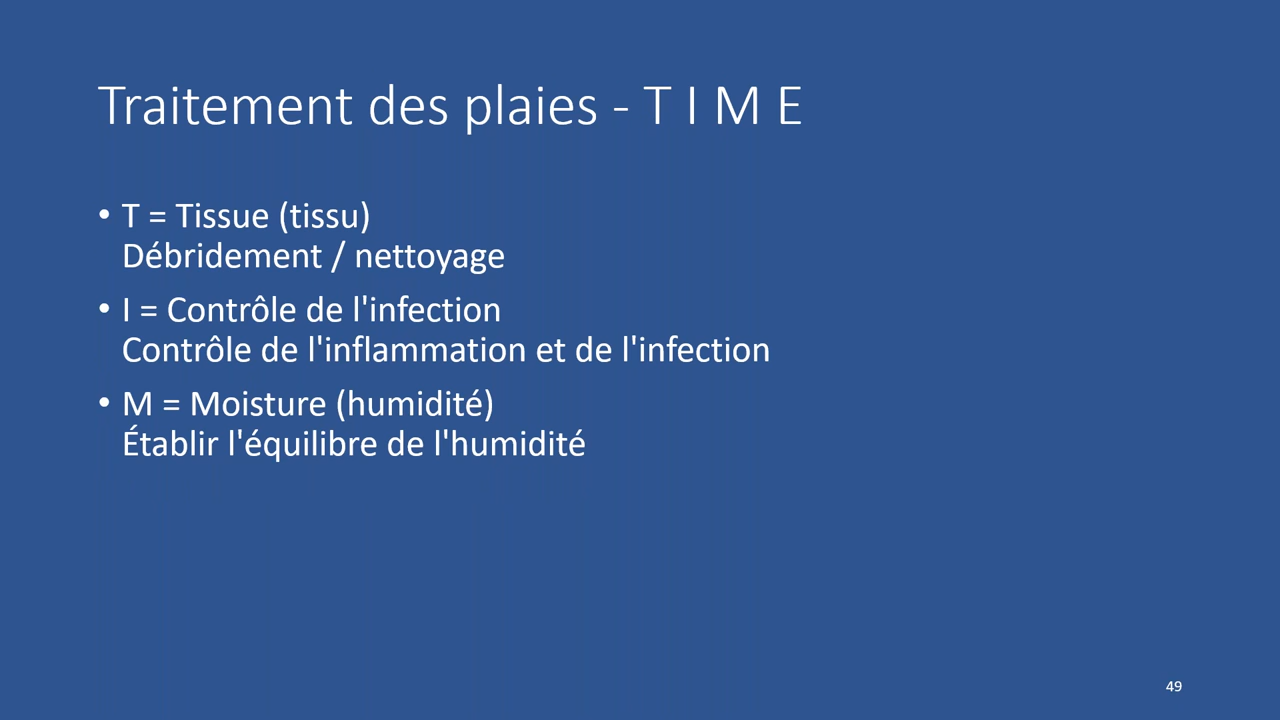 Traitement des plaies - T I M E
• T = Tissue (tissu)
Débridement / nettoyage
• I = Contrôle de l'infection
Contrôle de l'inflammation et de l'infection
• M = Moisture (humidité)
Établir l'équilibre de l'humidité
49